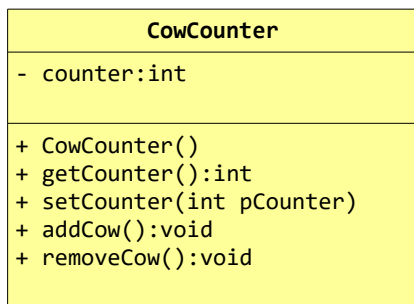 CowCounter
- counter:int
+ CowCounter()
+ getCounter():int
+ setCounter(int pCounter)
+ addCow():void
+ removeCow():void